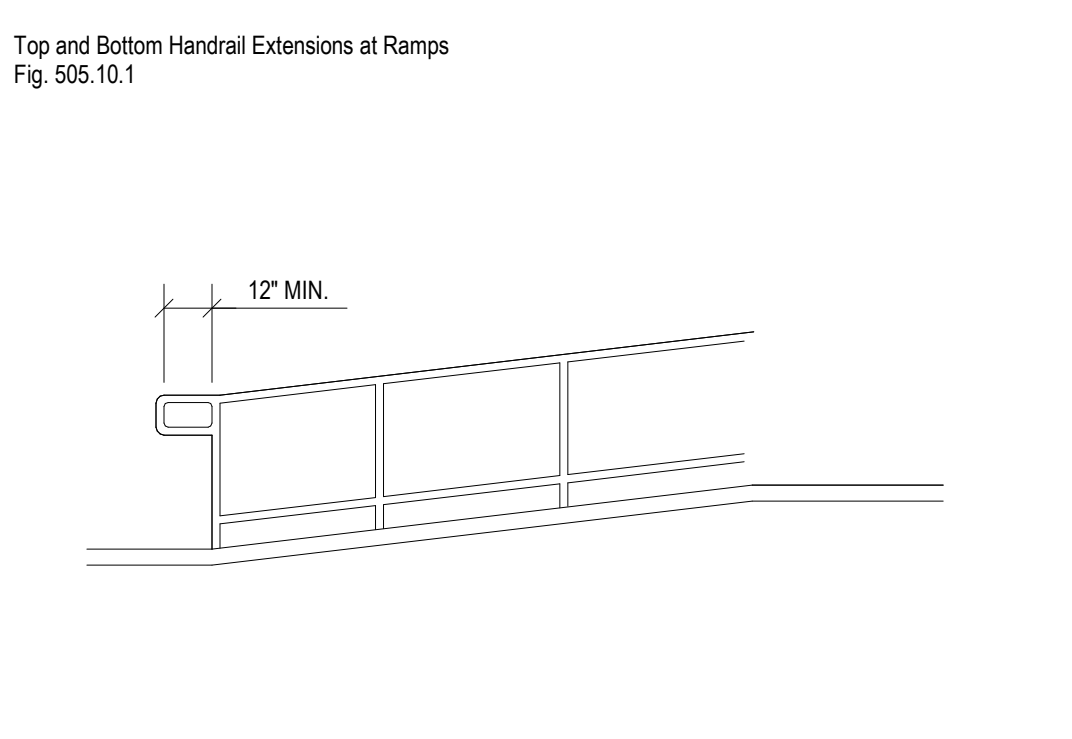 Top and Bottom Handrail Extensions at Ramps
Fig. 505.10.1
12" MIN.